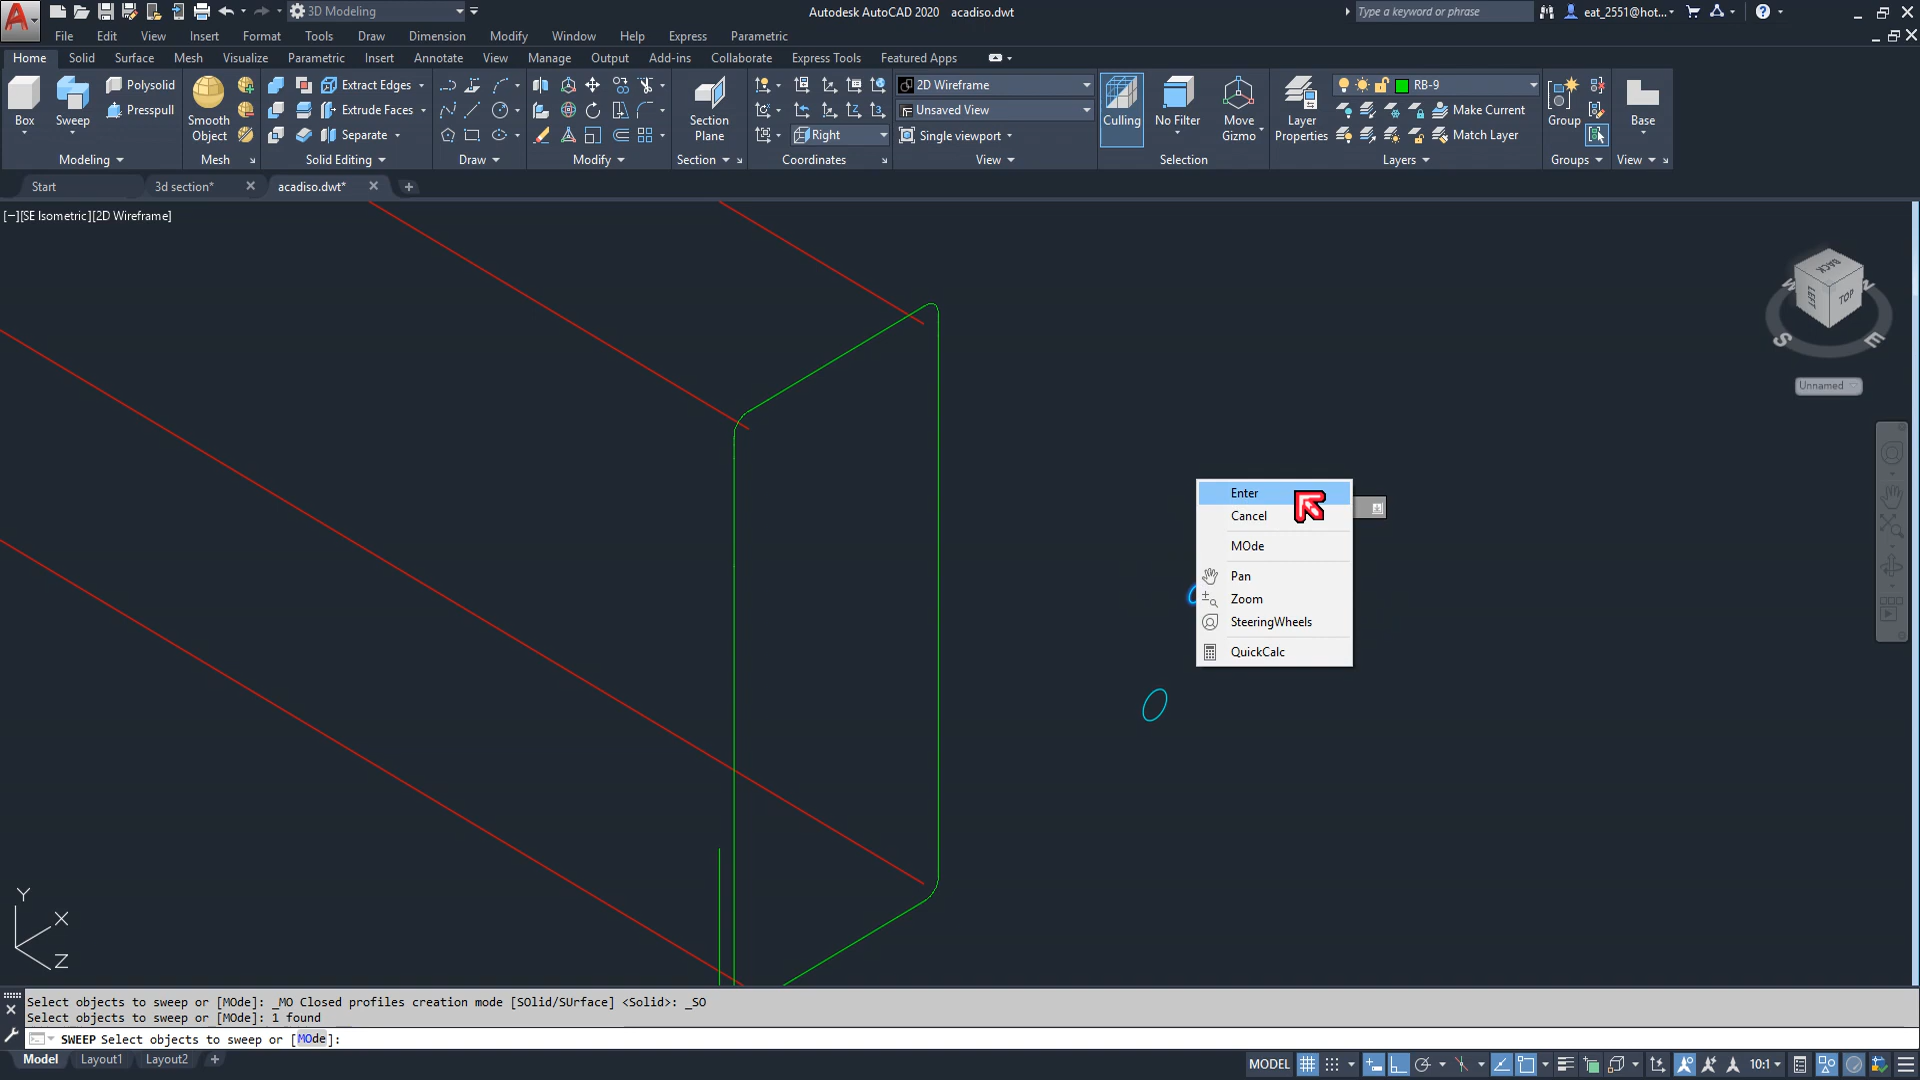 3D Modeling
Autodesk AutoCAD 2020 acadiso.dwt
Type a keyword or phrase
eat_2551@hot...
File Edit View Insert Format Tools Draw Dimension Modify Window Help Express Parametric
Home Solid Surface Mesh Visualize Parametric Insert Annotate View Manage Output Add-ins Collaborate Express Tools Featured Apps
Box
Sweep
Polysolid
Presspull
Modeling
Smooth
Object
Mesh
Extract Edges
Extrude Faces
Separate
Solid Editing
Draw
Modify
Section
Plane
Section
Right
Coordinates
2D Wireframe
Unsaved View
Single viewport
View
Culling
No Filter
Move
Gizmo
Selection
Layer
Properties
RB-9
Make Current
Match Layer
Layers
Group
Groups
Base
View
Start 3d section* acadiso.dwt*
[−][SE Isometric][2D Wireframe]
BACK
LEFT
TOP
W
N
S
E
Unnamed
Enter
Cancel
MOde
Pan
Zoom
SteeringWheels
QuickCalc
Y
X
Z
Select objects to sweep or [MOde]: _MO Closed profiles creation mode [SOlid/SUrface] <Solid>: _SO
Select objects to sweep or [MOde]: 1 found
SWEEP Select objects to sweep or [MOde]:
Model Layout1 Layout2 +
MODEL
10:1